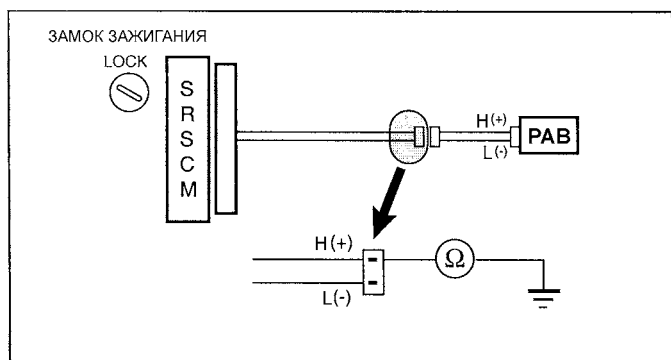 ЗАМОК ЗАЖИГАНИЯ
LOCK
S
R
S
C
M
H(+)
L(-)
PAB
H(+)
L(-)
Ω